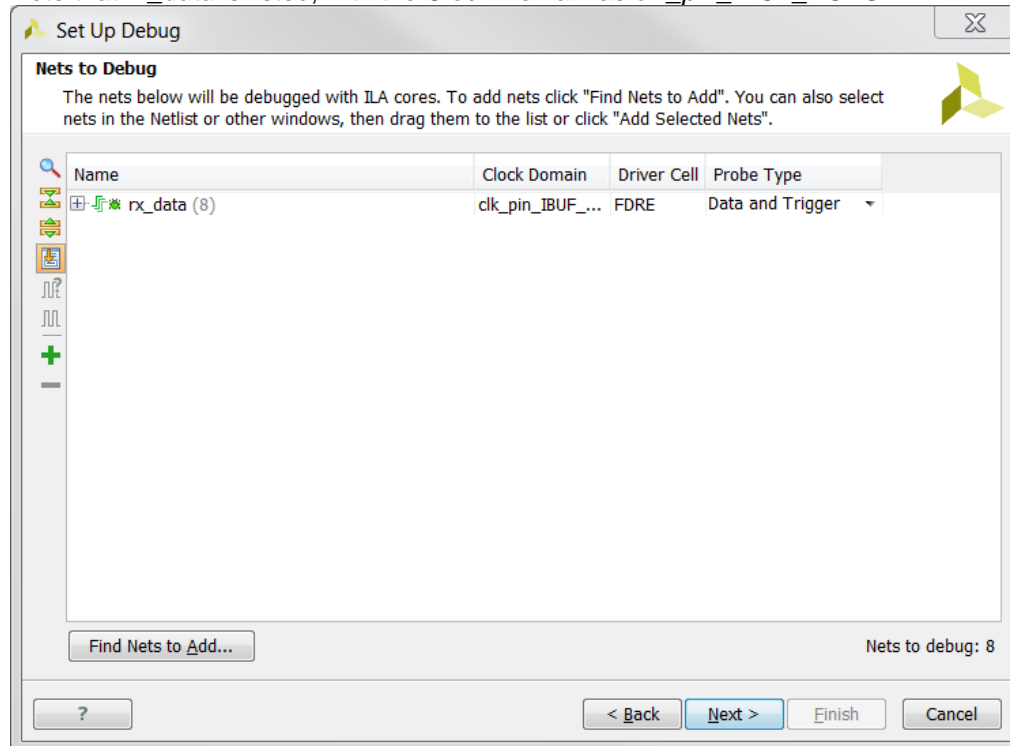 Set Up Debug
Nets to Debug
The nets below will be debugged with ILA cores. To add nets click "Find Nets to Add". You can also select
nets in the Netlist or other windows, then drag them to the list or click "Add Selected Nets".
Name Clock Domain Driver Cell Probe Type
rx_data (8) clk_pin_IBUF_... FDRE Data and Trigger
Find Nets to Add... Nets to debug: 8
? < Back Next > Finish Cancel